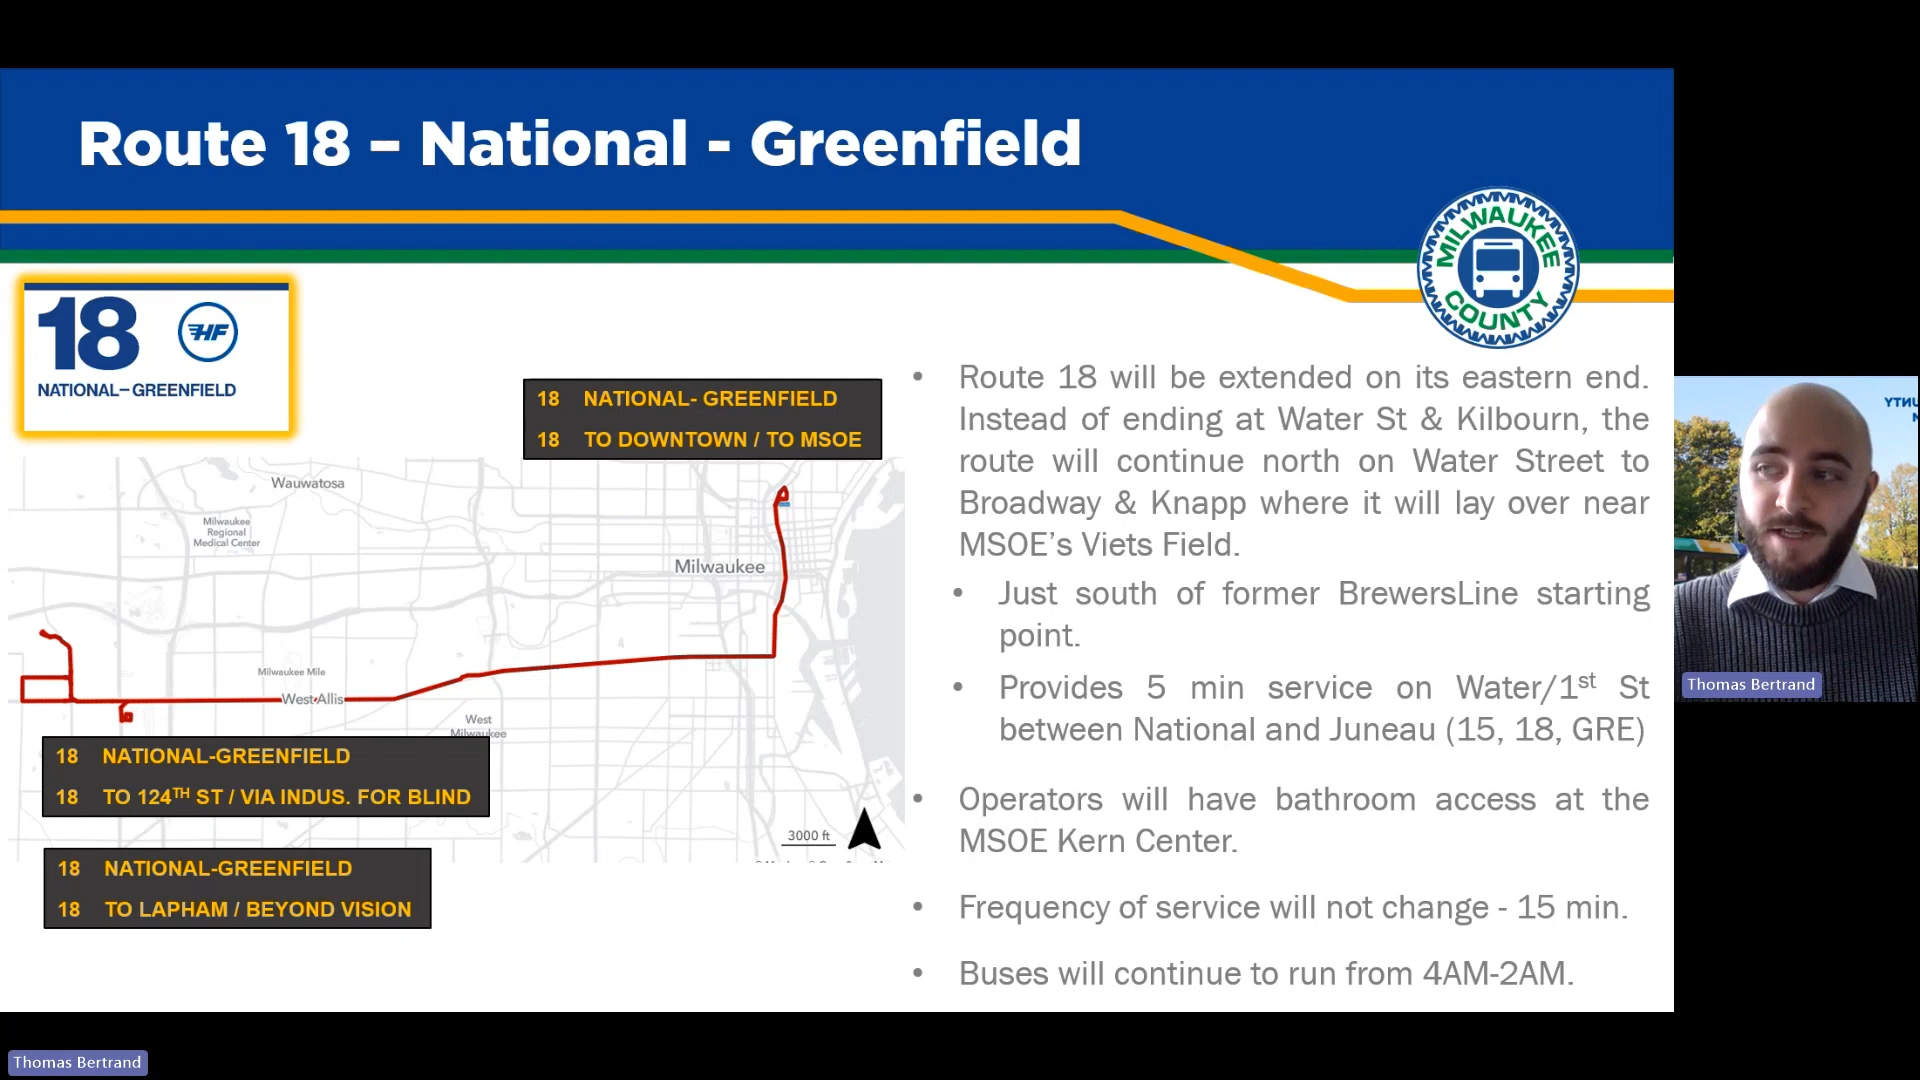 Route 18 – National - Greenfield
MILWAUKEE
COUNTY
18 HF
NATIONAL–GREENFIELD
18 NATIONAL- GREENFIELD
18 TO DOWNTOWN / TO MSOE
Wauwatosa
Milwaukee
Regional
Medical Center
Milwaukee
Milwaukee Mile
West Allis
West
Milwaukee
18 NATIONAL-GREENFIELD
18 TO 124TH ST / VIA INDUS. FOR BLIND
3000 ft
18 NATIONAL-GREENFIELD
18 TO LAPHAM / BEYOND VISION
• Route 18 will be extended on its eastern end.
Instead of ending at Water St & Kilbourn, the
route will continue north on Water Street to
Broadway & Knapp where it will lay over near
MSOE’s Viets Field.
• Just south of former BrewersLine starting
point.
• Provides 5 min service on Water/1st St
between National and Juneau (15, 18, GRE)
• Operators will have bathroom access at the
MSOE Kern Center.
• Frequency of service will not change - 15 min.
• Buses will continue to run from 4AM-2AM.
Thomas Bertrand
Thomas Bertrand